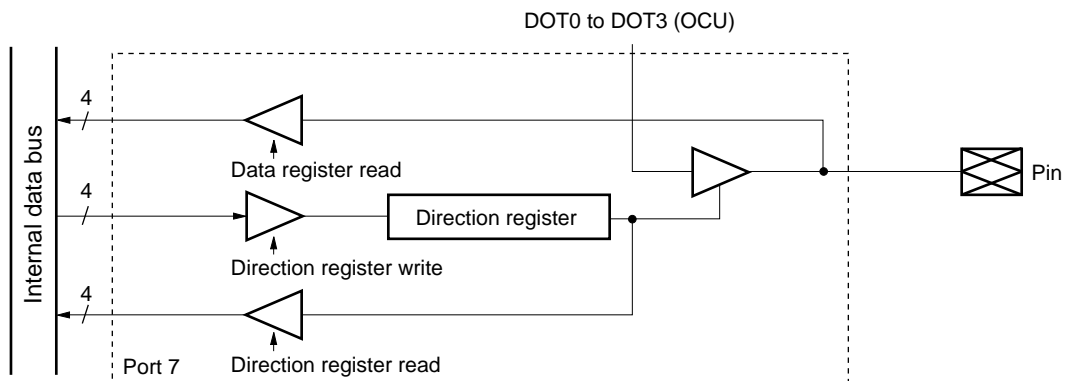 DOT0 to DOT3 (OCU)
4
Data register read
Internal data bus
4
Direction register
Pin
Direction register write
4
Port 7
Direction register read